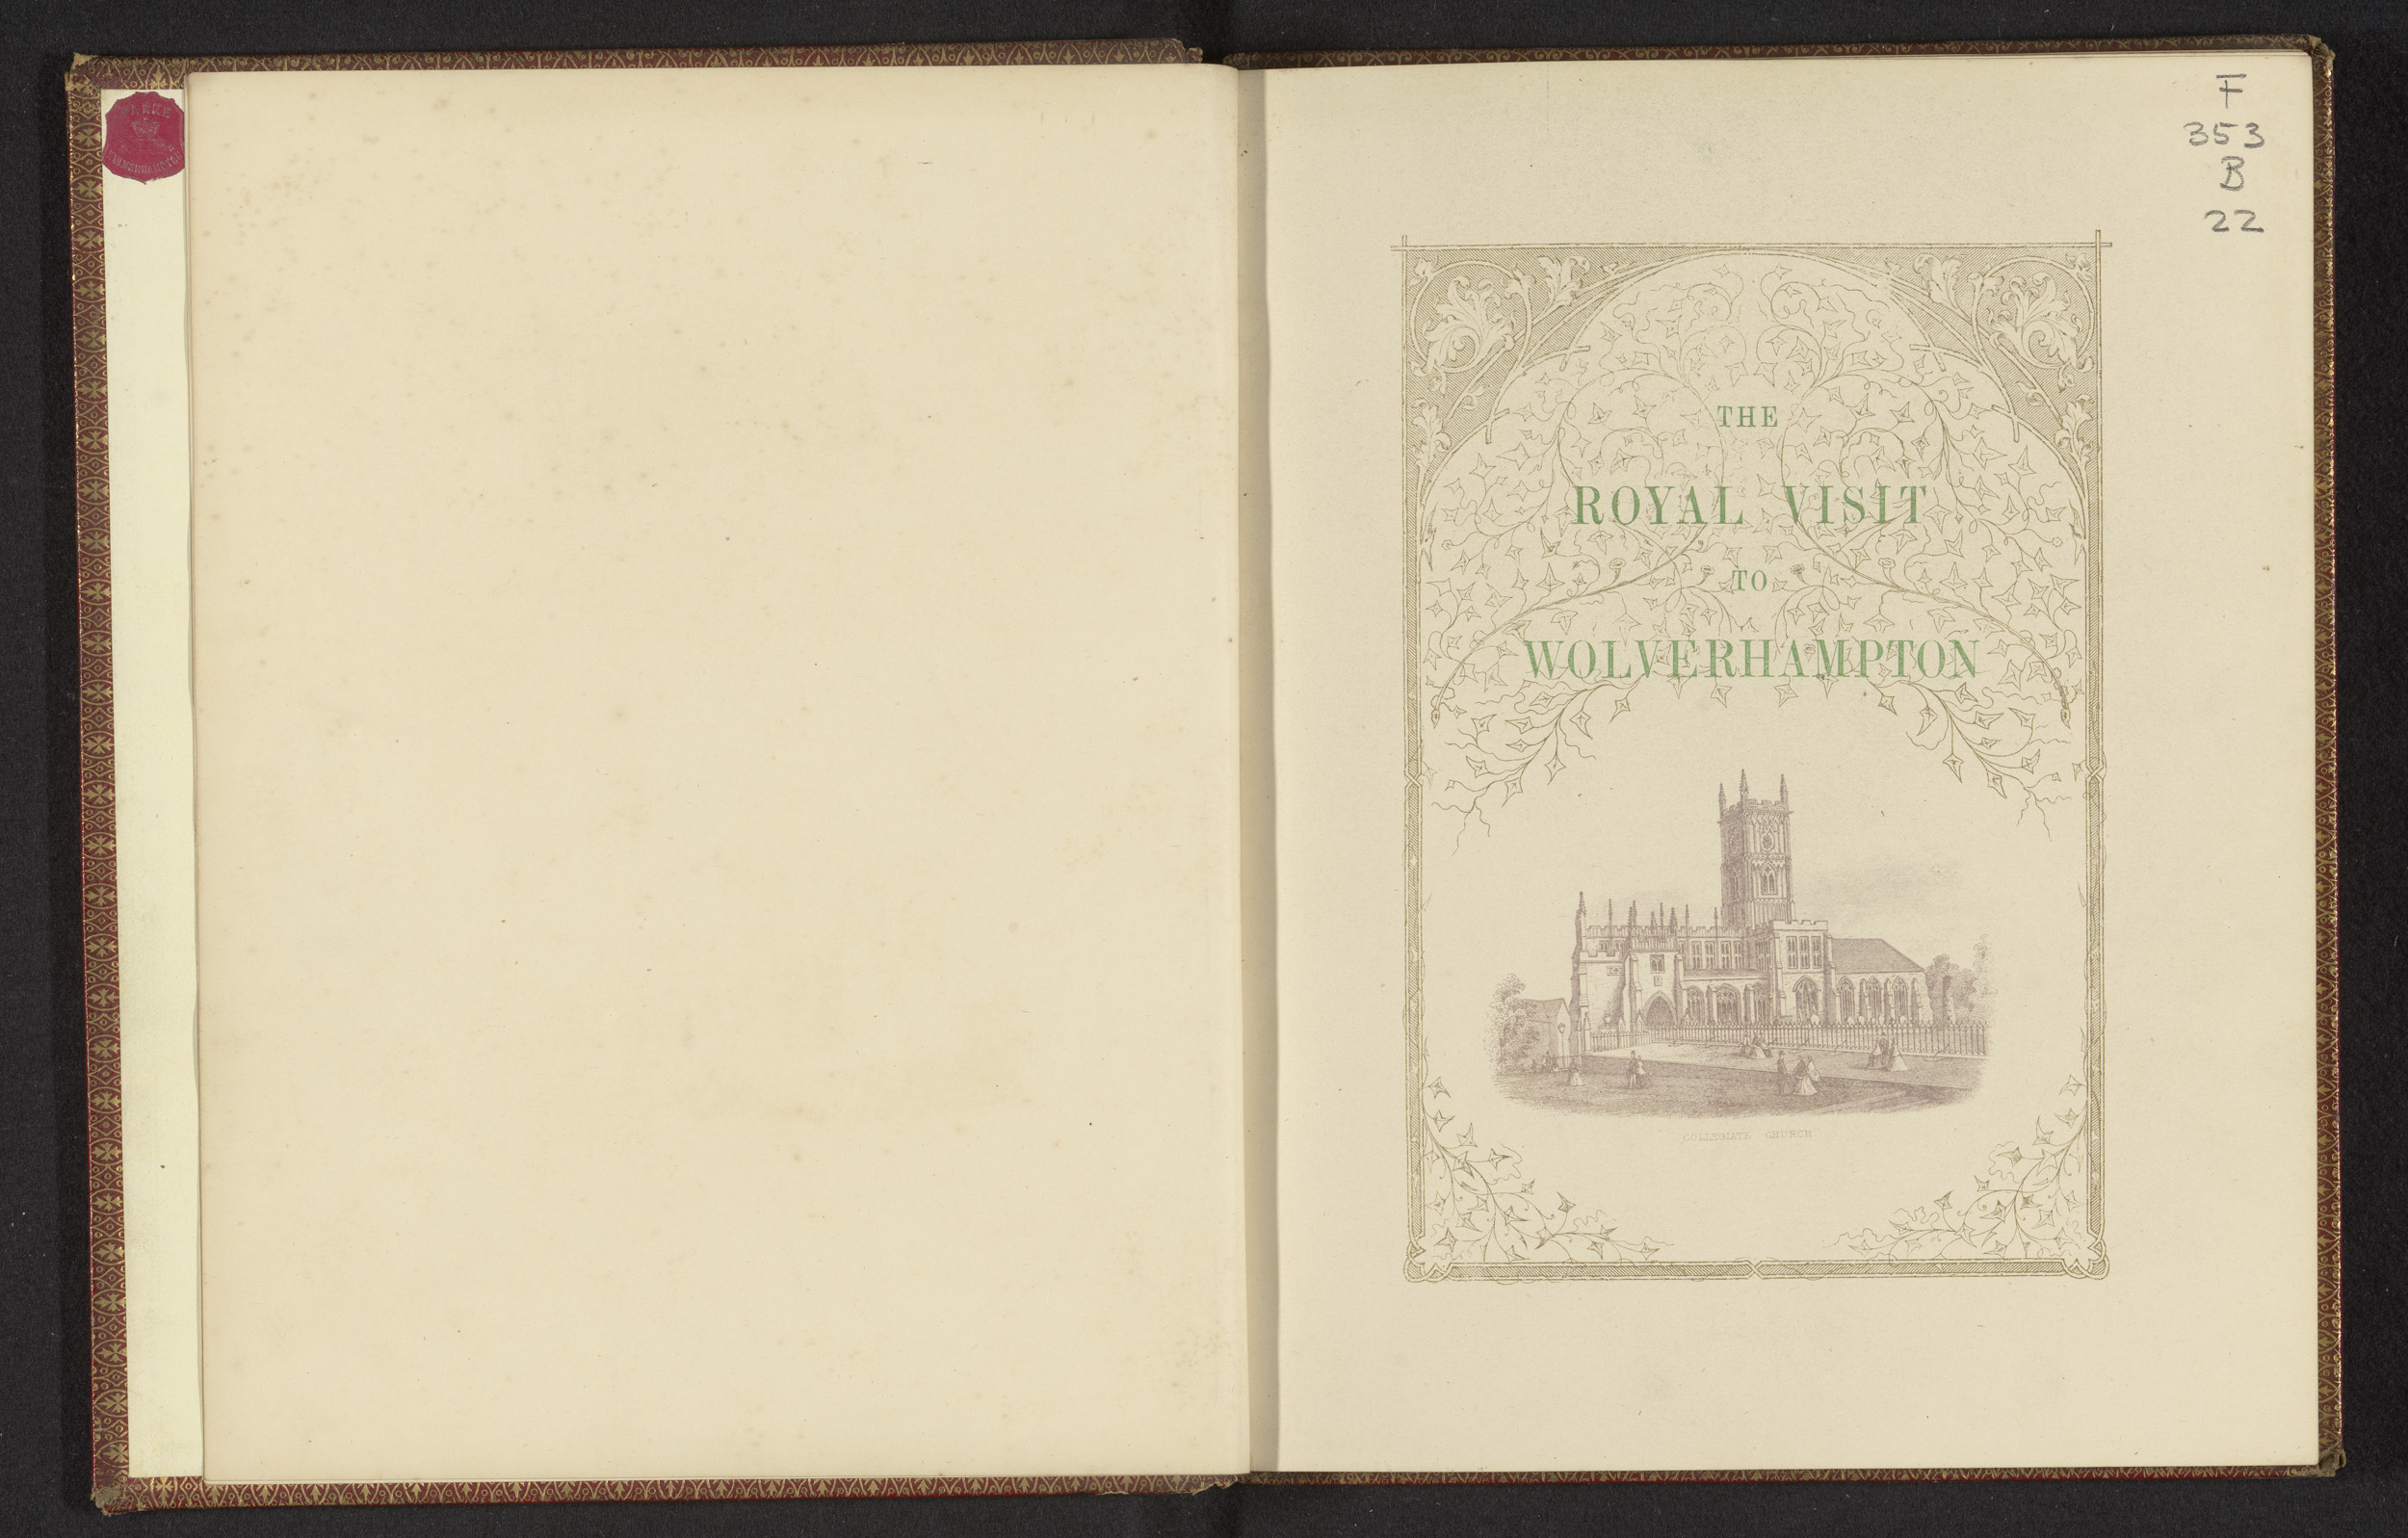 F
353
B
22
THE
ROYAL VISIT
TO
WOLVERHAMPTON
COLLEGIATE CHURCH